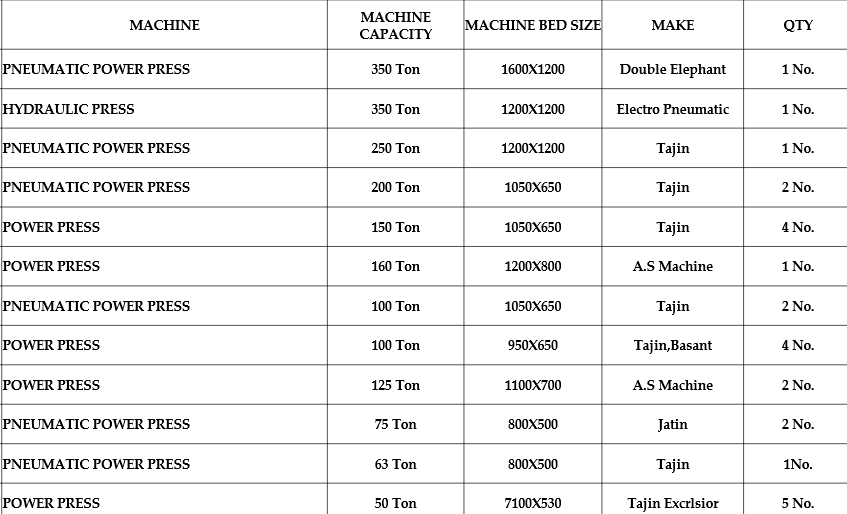 MACHINE MACHINE CAPACITY MACHINE BED SIZE MAKE QTY
PNEUMATIC POWER PRESS 350 Ton 1600X1200 Double Elephant 1 No.
HYDRAULIC PRESS 350 Ton 1200X1200 Electro Pneumatic 1 No.
PNEUMATIC POWER PRESS 250 Ton 1200X1200 Tajin 1 No.
PNEUMATIC POWER PRESS 200 Ton 1050X650 Tajin 2 No.
POWER PRESS 150 Ton 1050X650 Tajin 4 No.
POWER PRESS 160 Ton 1200X800 A.S Machine 1 No.
PNEUMATIC POWER PRESS 100 Ton 1050X650 Tajin 2 No.
POWER PRESS 100 Ton 950X650 Tajin,Basant 4 No.
POWER PRESS 125 Ton 1100X700 A.S Machine 2 No.
PNEUMATIC POWER PRESS 75 Ton 800X500 Jatin 2 No.
PNEUMATIC POWER PRESS 63 Ton 800X500 Tajin 1No.
POWER PRESS 50 Ton 7100X530 Tajin Excrlsior 5 No.